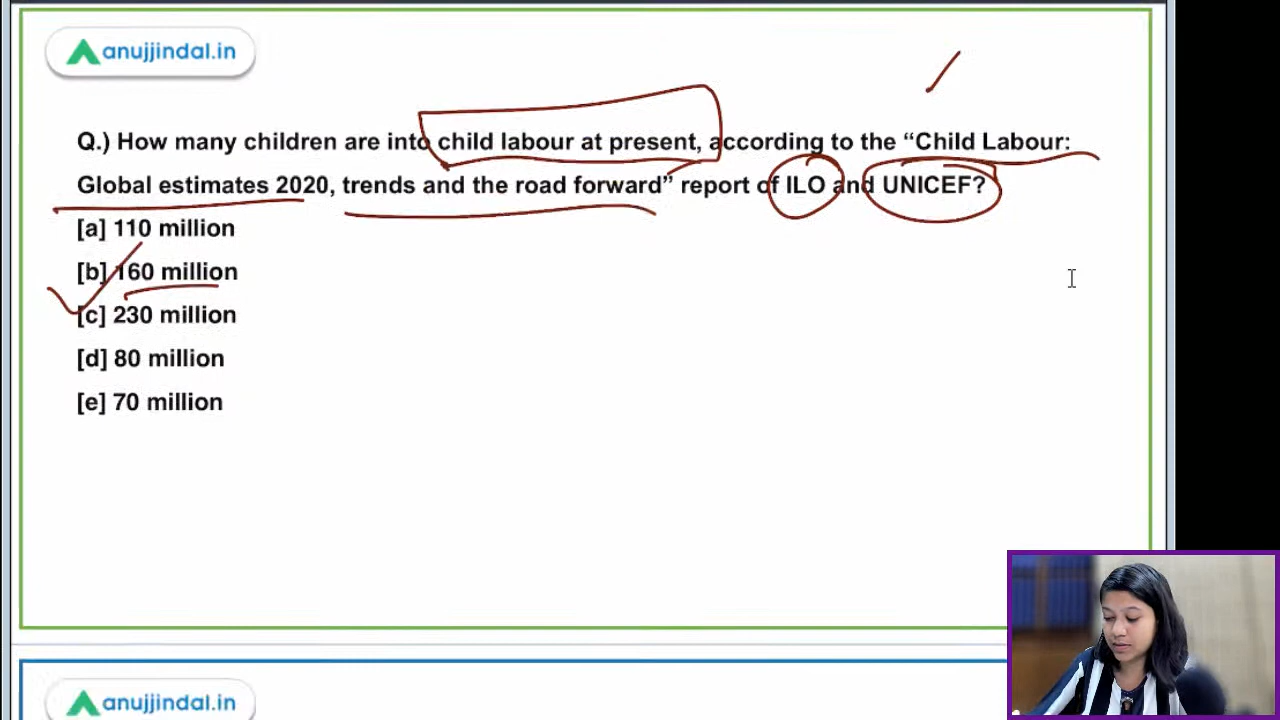 anujjindal.in
Q.) How many children are into child labour at present, according to the “Child Labour:
Global estimates 2020, trends and the road forward” report of ILO and UNICEF?
[a] 110 million
[b] 160 million
[c] 230 million
[d] 80 million
[e] 70 million
anujjindal.in